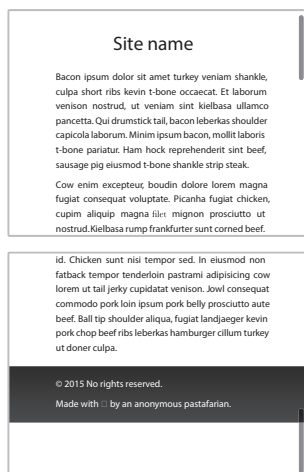 Site name
Bacon ipsum dolor sit amet turkey veniam shankle,
culpa short ribs kevin t-bone occaecat. Et laborum
venison nostrud, ut veniam sint kielbasa ullamco
pancetta. Qui drumstick tail, bacon leberkas shoulder
capicola laborum. Minim ipsum bacon, mollit laboris
t-bone pariatur. Ham hock reprehenderit sint beef,
sausage pig eiusmod t-bone shankle strip steak.
Cow enim excepteur, boudin dolore lorem magna
fugiat consequat voluptate. Picanha fugiat chicken,
cupim aliquip magna filet mignon prosciutto ut
nostrud.Kielbasa rump frankfurter sunt corned beef.
id. Chicken sunt nisi tempor sed. In eiusmod non
fatback tempor tenderloin pastrami adipisicing cow
lorem ut tail jerky cupidatat venison. Jowl consequat
commodo pork loin ipsum pork belly prosciutto aute
beef. Ball tip shoulder aliqua, fugiat landjaeger kevin
pork chop beef ribs leberkas hamburger cillum turkey
ut doner culpa.
© 2015 No rights reserved.
Made with □ by an anonymous pastafarian.